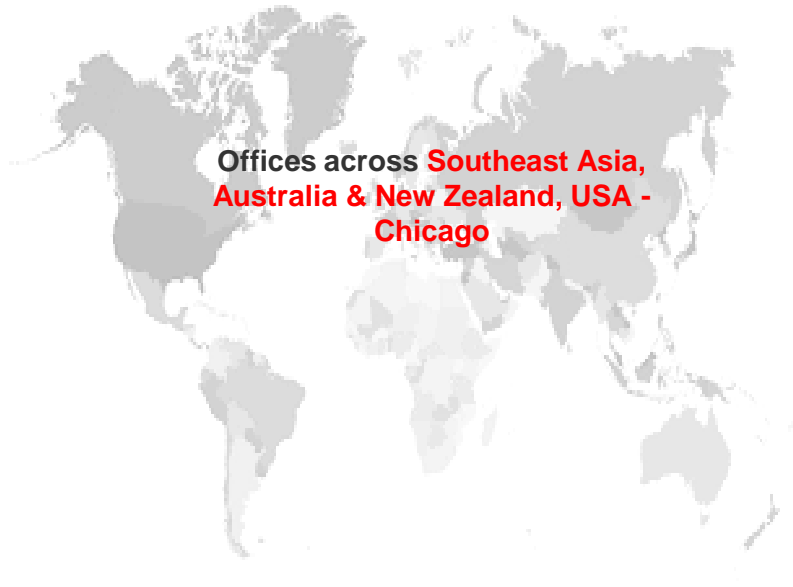 Offices across Southeast Asia,
Australia & New Zealand, USA -
Chicago